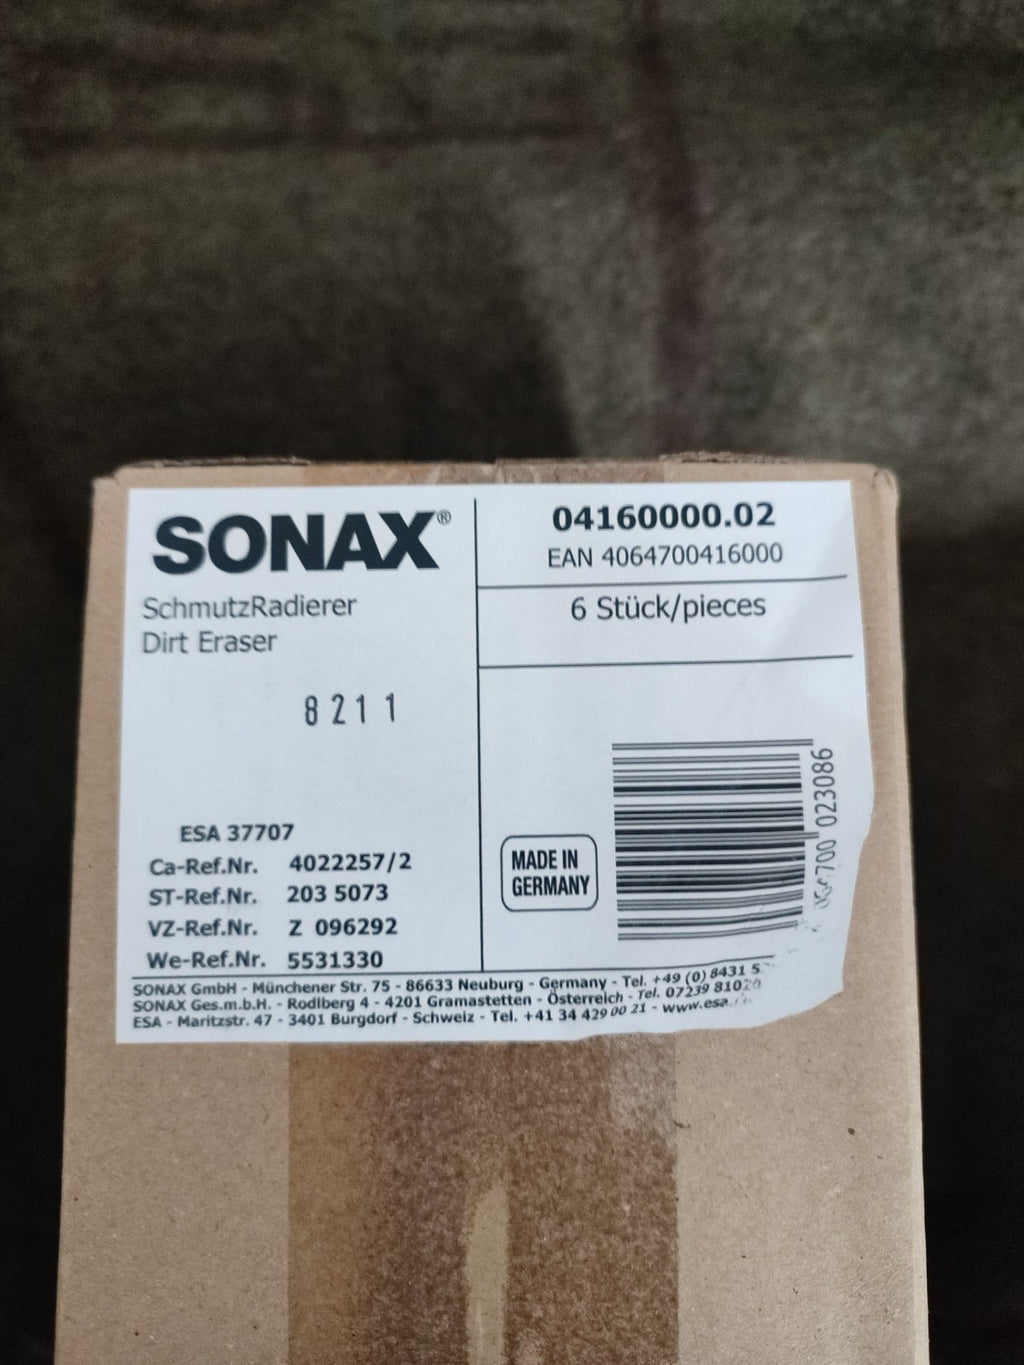 SONAX®
SchmutzRadierer
Dirt Eraser
8211
ESA 37707
Ca-Ref.Nr. 4022257/2
ST-Ref.Nr. 203 5073
VZ-Ref.Nr. Z 096292
We-Ref.Nr. 5531330
04160000.02
EAN 4064700416000
6 Stück/pieces
MADE IN
GERMANY
023086
SONAX GmbH - Münchener Str. 75 - 86633 Neuburg - Germany - Tel. +49 (0) 8431 5
SONAX Ges.m.b.H. - Rodlberg 4 - 4201 Gramastetten - Österreich - Tel. 07239
ESA - Maritzstr. 47 - 3401 Burgdorf - Schweiz - Tel. +41 34 429 00 21 - www.esa.